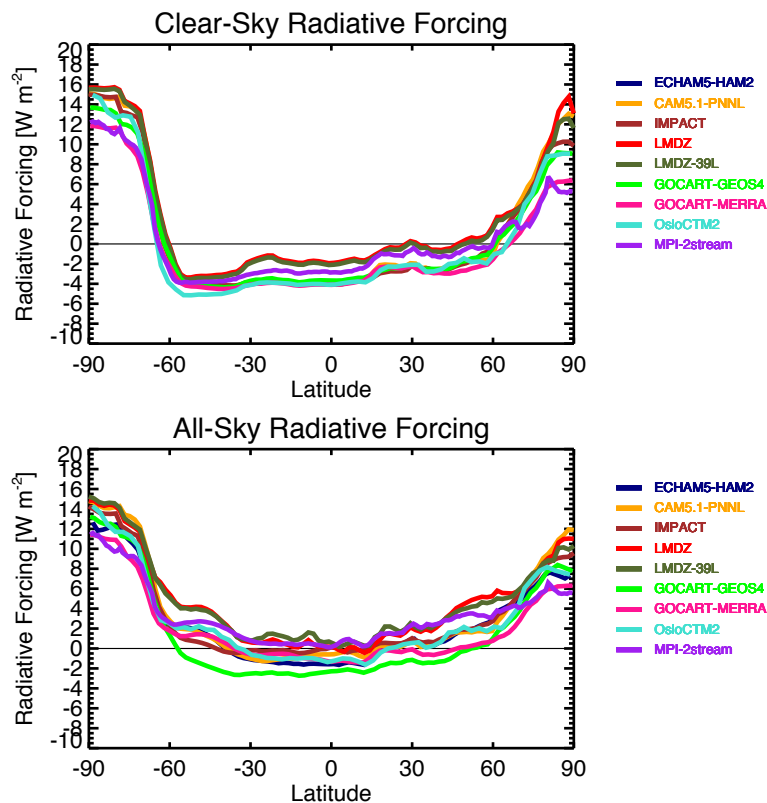 Clear-Sky Radiative Forcing
Radiative Forcing [W m-2]
20
18
16
14
12
10
8
6
4
2
0
-2
-4
-6
-8
-10
-90
-60
-30
0
30
60
90
Latitude
ECHAM5-HAM2
CAM5.1-PNNL
IMPACT
LMDZ
LMDZ-39L
GOCART-GEOS4
GOCART-MERRA
OsloCTM2
MPI-2stream
All-Sky Radiative Forcing
Radiative Forcing [W m-2]
20
18
16
14
12
10
8
6
4
2
0
-2
-4
-6
-8
-10
-90
-60
-30
0
30
60
90
Latitude
ECHAM5-HAM2
CAM5.1-PNNL
IMPACT
LMDZ
LMDZ-39L
GOCART-GEOS4
GOCART-MERRA
OsloCTM2
MPI-2stream